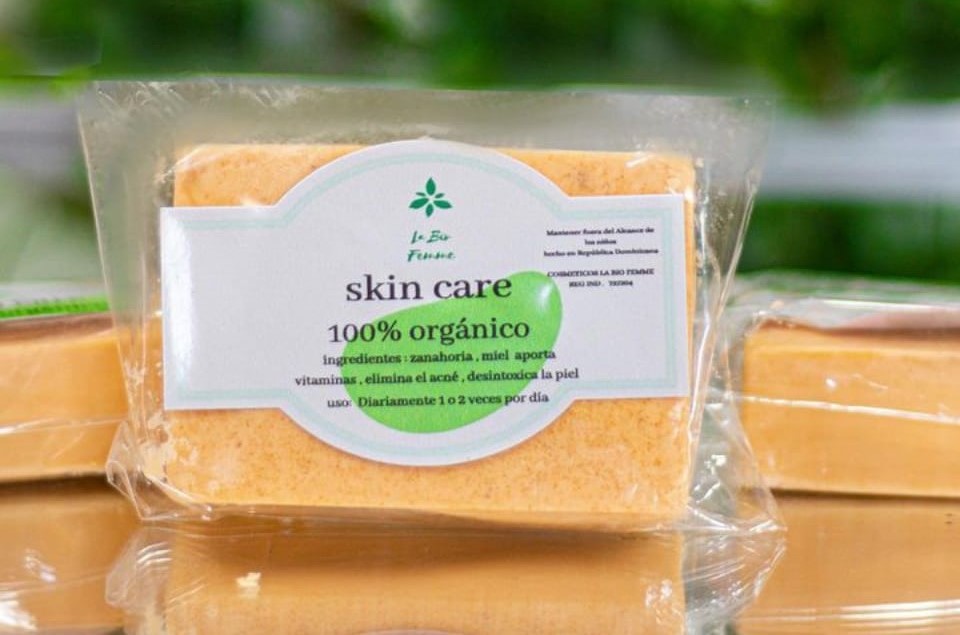 La Bio
Femme
skin care
100% orgánico
ingredientes : zanahoria , miel aporta
vitaminas , elimina el acné , desintoxica la piel
uso: Diariamente 1 o 2 veces por día
Mantener fuera del Alcance de
los niños
hecho en República Dominicana
COSMETICOS LA BIO FEMME
REG IND .